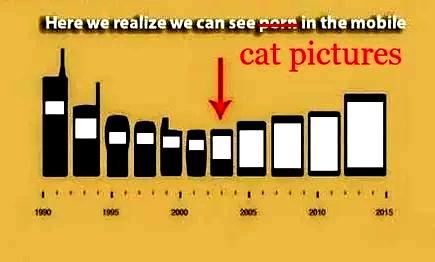 Here we realize we can see porn in the mobile
cat pictures
1990 1995 2000 2005 2010 2015